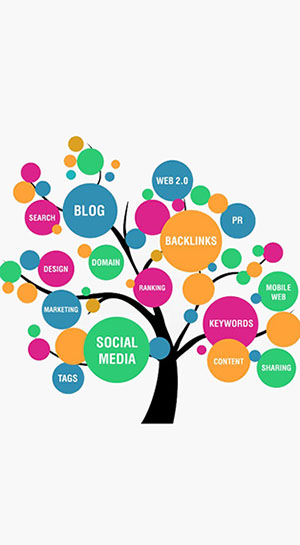 WEB 2.0
BLOG
SEARCH
PR
BACKLINKS
DOMAIN
DESIGN
RANKING
MOBILE
WEB
MARKETING
KEYWORDS
SOCIAL
MEDIA
CONTENT
SHARING
TAGS